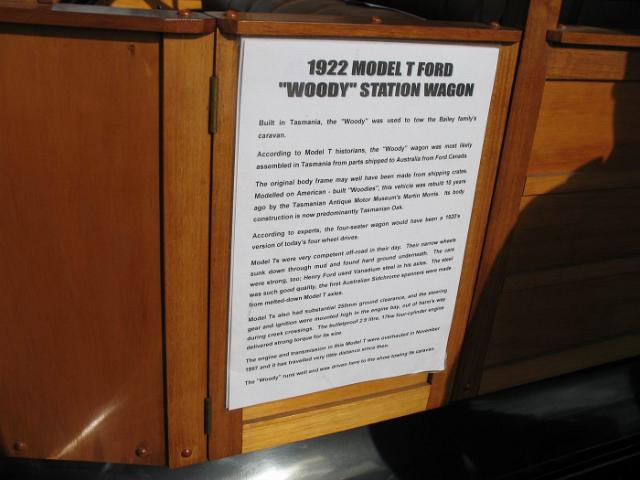 1922 MODEL T FORD
"WOODY" STATION WAGON
Built in Tasmania, the "Woody" was used to tow the Bailey family's
caravan.
According to Model T historians, the "Woody" wagon was most likely
assembled in Tasmania from parts shipped to Australia from Ford Canada.
The original body frame may well have been made from shipping crates.
Modelled on American - built "Woodies", this vehicle was rebuilt 10 years
ago by the Tasmanian Antique Motor Museum's Martin Morris. Its body
construction is now predominantly Tasmanian Oak.
According to experts, the four-seater wagon would have been a 1920's
version of today's four wheel drives.
Model Ts were very competent off-road in their day. Their narrow wheels
sunk down through mud and found hard ground underneath. The cars
were strong, too; Henry Ford used Vanadium steel in his axles. The steel
was such good quality, the first Australian Sidchrome spanners were made
from melted-down Model T axles.
Model Ts also had substantial 250mm ground clearance, and the steering
gear and ignition were mounted high in the engine bay, out of harm's way
during creek crossings. The bulletproof 2.9 litre, 17kw four-cylinder engine
delivered strong torque for its size.
The engine and transmission in this Model T were overhauled in November
1997 and it has travelled very little distance since then.
The "Woody" runs well and was driven here to the show towing its caravan.